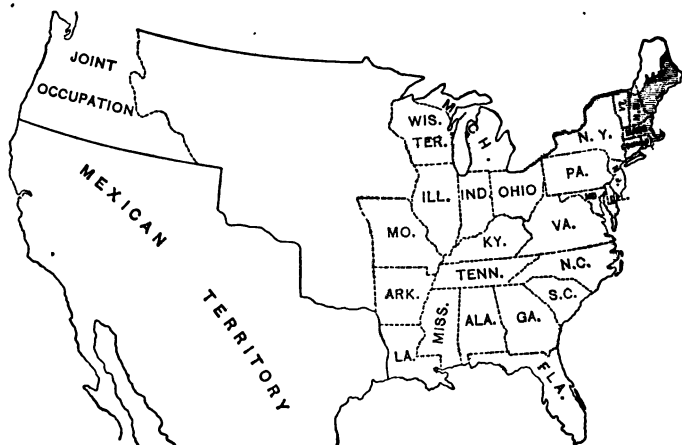 JOINT
OCCUPATION
MEXICAN
TERRITORY
WIS.
TER.
MICH.
N.Y.
PA.
ILL.
IND
OHIO
MO.
KY.
VA.
TENN.
N.C.
ARK.
S.C.
MISS.
ALA.
GA.
LA.
FLA.